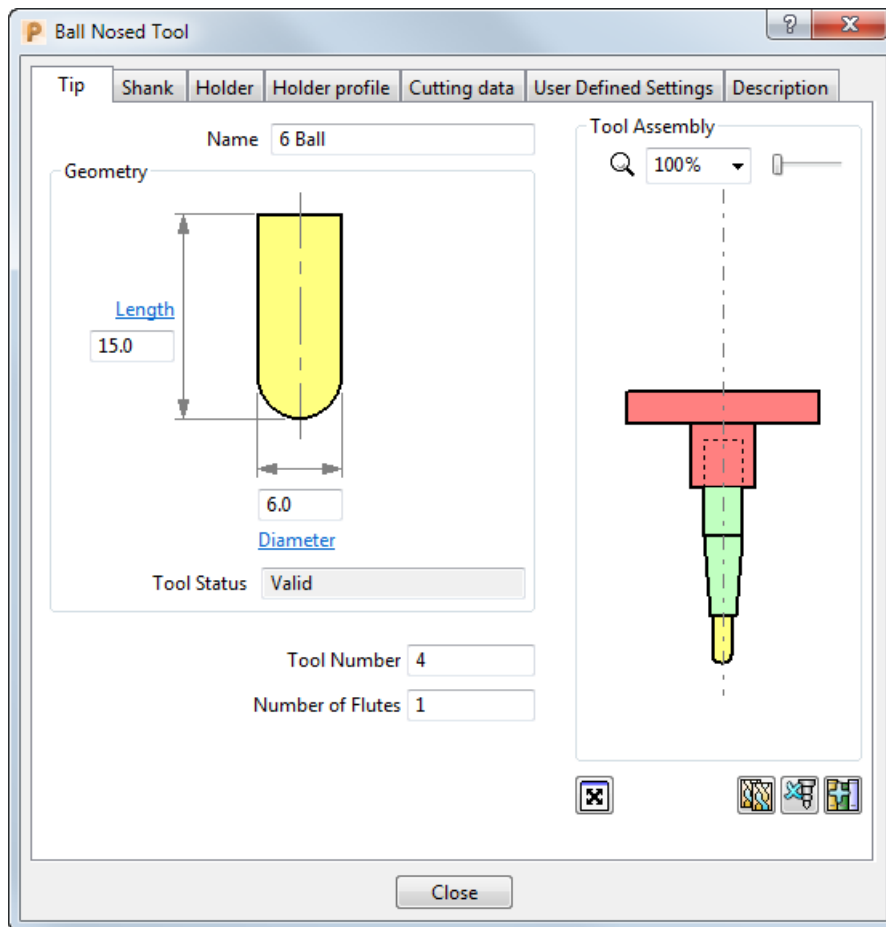 P Ball Nosed Tool
? X
Tip Shank Holder Holder profile Cutting data User Defined Settings Description
Name 6 Ball
Tool Assembly
100%
Geometry
Length
15.0
6.0
Diameter
Tool Status Valid
Tool Number 4
Number of Flutes 1
Close